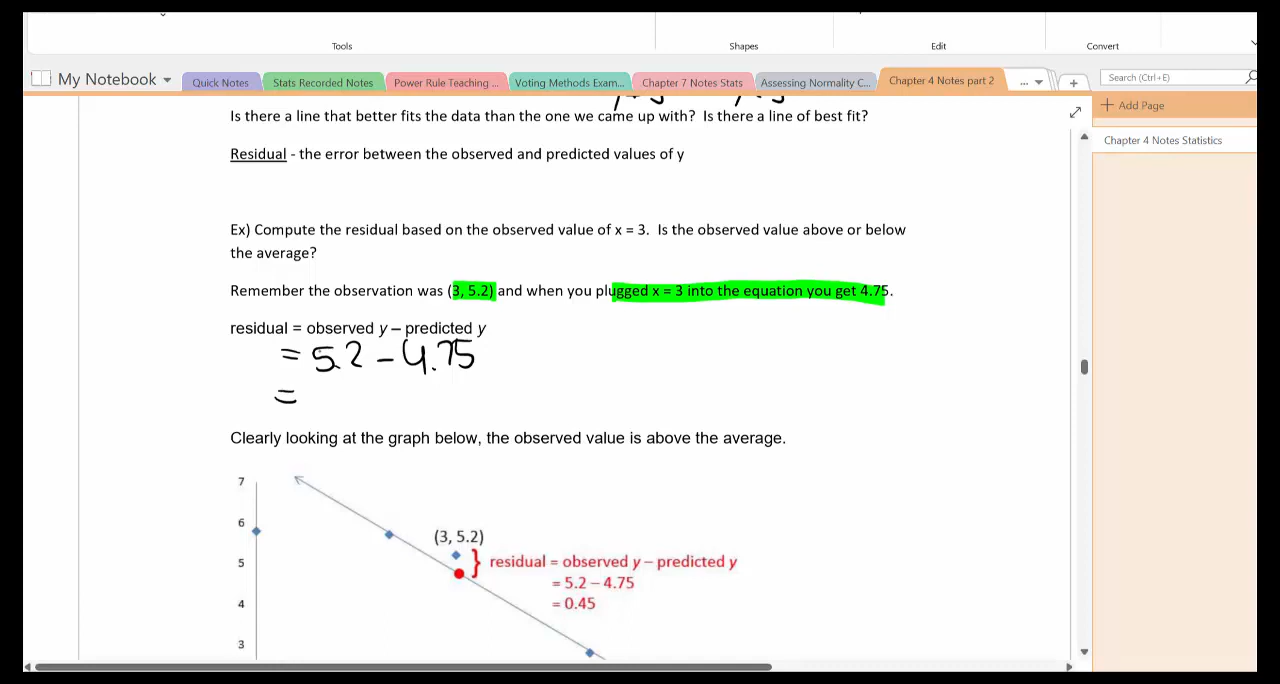 Tools Shapes Edit Convert
My Notebook Quick Notes Stats Recorded Notes Power Rule Teaching ... Voting Methods Exam... Chapter 7 Notes Stats Assessing Normality C... Chapter 4 Notes part 2 ... + Search (Ctrl+E)
+ Add Page
Chapter 4 Notes Statistics
Is there a line that better fits the data than the one we came up with? Is there a line of best fit?
Residual - the error between the observed and predicted values of y
Ex) Compute the residual based on the observed value of x = 3. Is the observed value above or below
the average?
Remember the observation was (3, 5.2) and when you plugged x = 3 into the equation you get 4.75.
residual = observed y – predicted y
= 5.2 - 4.75
=
Clearly looking at the graph below, the observed value is above the average.
7
6
(3, 5.2)
5
residual = observed y – predicted y
= 5.2 – 4.75
= 0.45
4
3